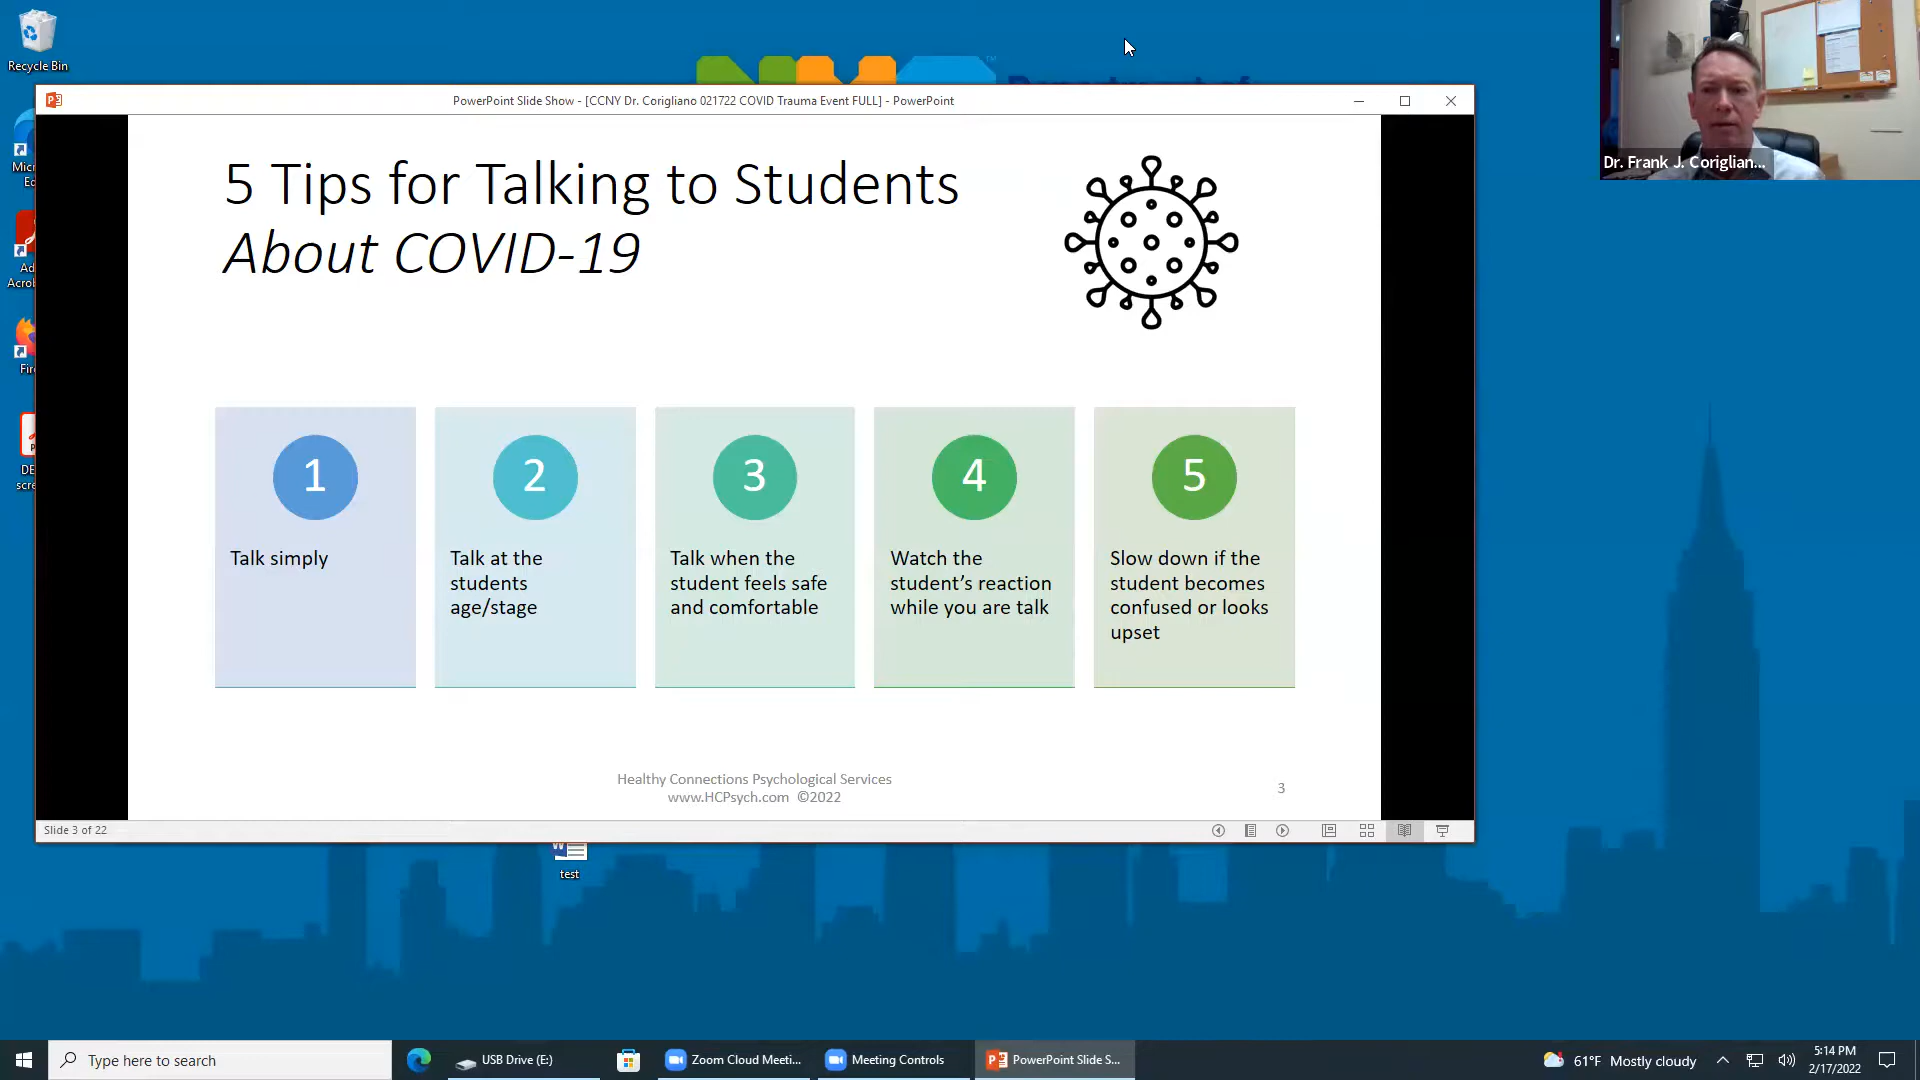 Recycle Bin
PowerPoint Slide Show - [CCNY Dr. Corigliano 021722 COVID Trauma Event FULL] - PowerPoint
Dr. Frank J. Coriglian...
5 Tips for Talking to Students
About COVID-19
1
Talk simply
2
Talk at the
students
age/stage
3
Talk when the
student feels safe
and comfortable
4
Watch the
student’s reaction
while you are talk
5
Slow down if the
student becomes
confused or looks
upset
Healthy Connections Psychological Services
www.HCPsych.com ©2022
3
Slide 3 of 22
test
Type here to search
USB Drive (E:)
Zoom Cloud Meeti...
Meeting Controls
PowerPoint Slide S...
61°F Mostly cloudy
5:14 PM
2/17/2022